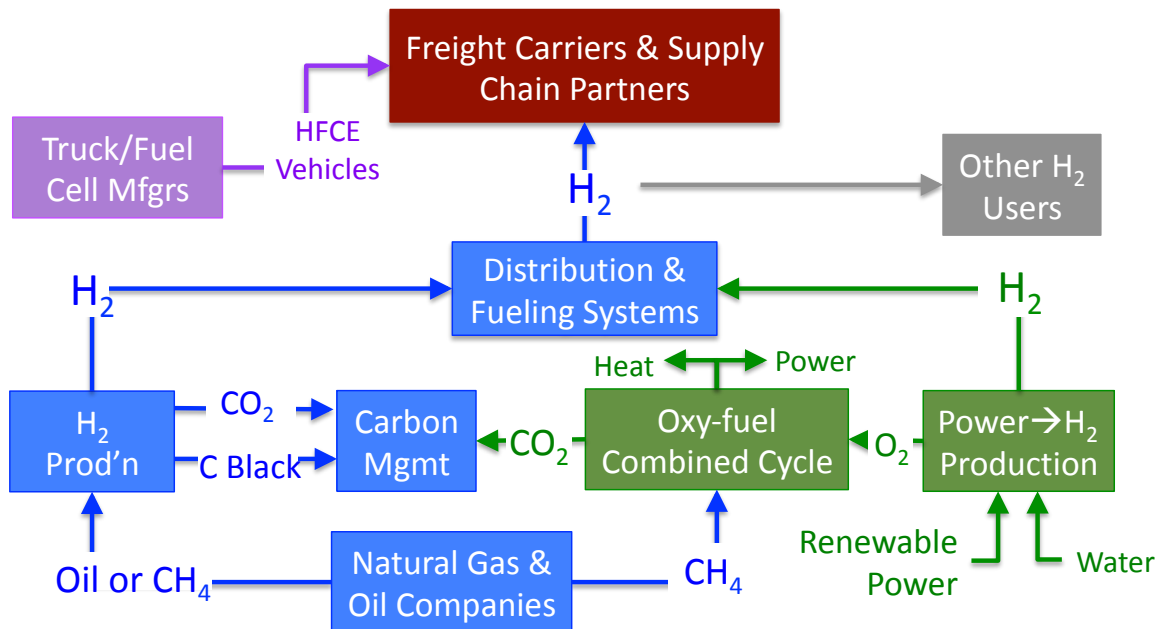 Freight Carriers & Supply
Chain Partners
Truck/Fuel
Cell Mfgrs
HFCE
Vehicles
H₂
Other H₂
Users
H₂
Distribution &
Fueling Systems
H₂
Heat
Power
H₂
Prod'n
CO₂
C Black
Carbon
Mgmt
CO₂
Oxy-fuel
Combined Cycle
O₂
Power→H₂
Production
Oil or CH₄
Natural Gas &
Oil Companies
CH₄
Renewable
Power
Water